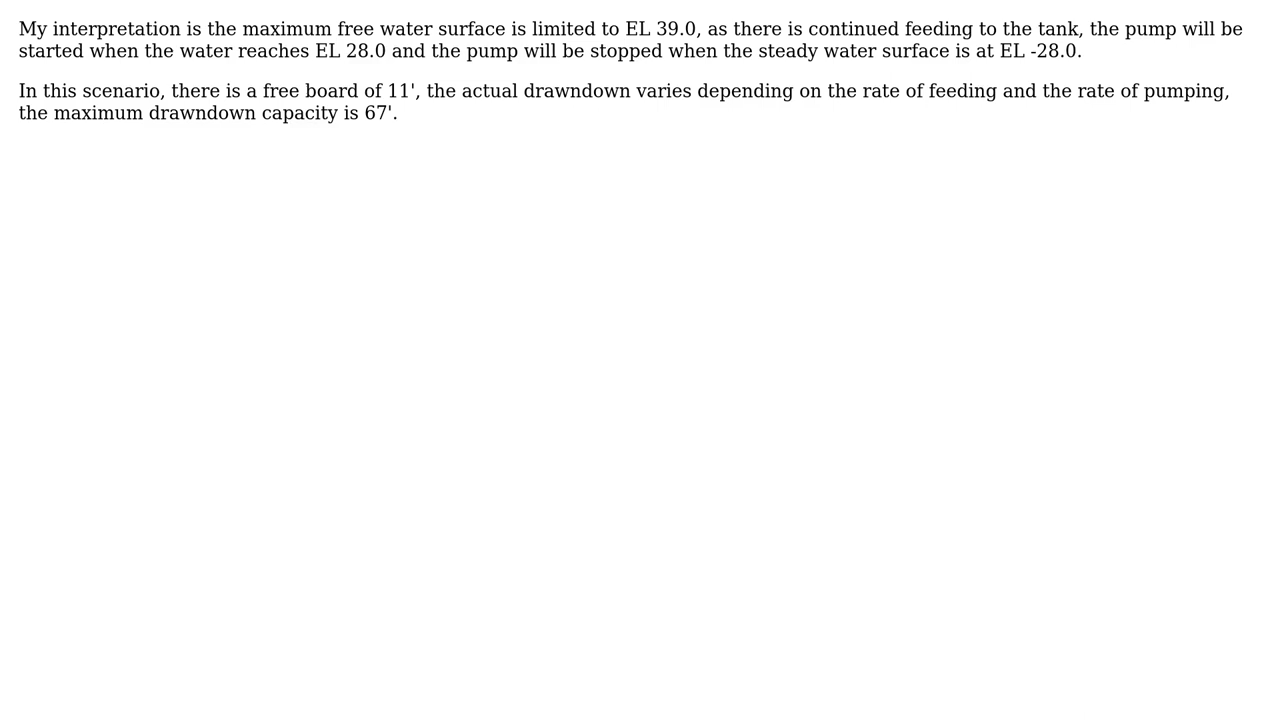 My interpretation is the maximum free water surface is limited to EL 39.0, as there is continued feeding to the tank, the pump will be
started when the water reaches EL 28.0 and the pump will be stopped when the steady water surface is at EL -28.0.
In this scenario, there is a free board of 11', the actual drawndown varies depending on the rate of feeding and the rate of pumping,
the maximum drawndown capacity is 67'.